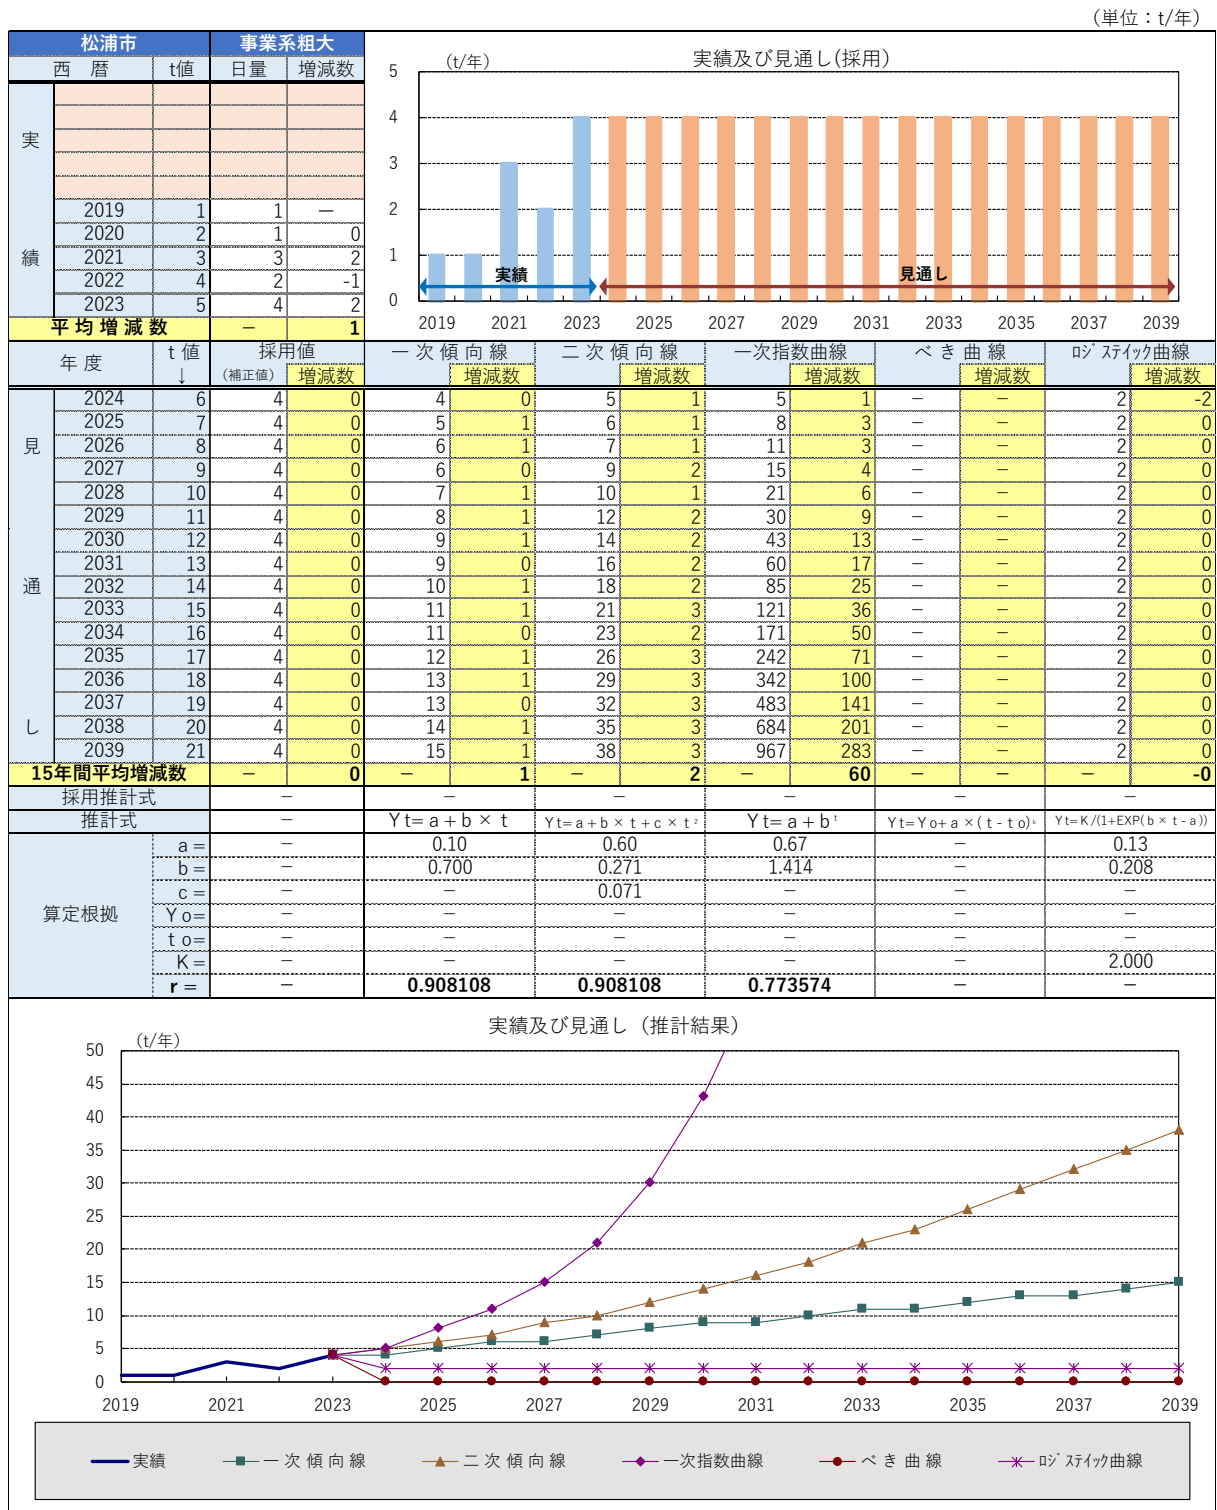 （単位：t/年）
松浦市 事業系粗大
西　暦 t値 日量 増減数
実
績
2019 1 1 －
2020 2 1 0
2021 3 3 2
2022 4 2 -1
2023 5 4 2
平 均 増 減 数 － 1
実績及び見通し(採用)
(t/年)
5
4
3
2
1
0
実績 見通し
2019 2021 2023 2025 2027 2029 2031 2033 2035 2037 2039
年 度 ｔ値 ↓ 採用値 （補正値） 増減数 一 次 傾 向 線 増減数 二 次 傾 向 線 増減数 一次指数曲線 増減数 べ き 曲 線 増減数 ﾛｼﾞｽﾃｨｯｸ曲線 増減数
見
通
し
2024 6 4 0 4 0 5 1 5 1 － － 2 -2
2025 7 4 0 5 1 6 1 8 3 － － 2 0
2026 8 4 0 6 1 7 1 11 3 － － 2 0
2027 9 4 0 6 0 9 2 15 4 － － 2 0
2028 10 4 0 7 1 10 1 21 6 － － 2 0
2029 11 4 0 8 1 12 2 30 9 － － 2 0
2030 12 4 0 9 1 14 2 43 13 － － 2 0
2031 13 4 0 9 0 16 2 60 17 － － 2 0
2032 14 4 0 10 1 18 2 85 25 － － 2 0
2033 15 4 0 11 1 21 3 121 36 － － 2 0
2034 16 4 0 11 0 23 2 171 50 － － 2 0
2035 17 4 0 12 1 26 3 242 71 － － 2 0
2036 18 4 0 13 1 29 3 342 100 － － 2 0
2037 19 4 0 13 0 32 3 483 141 － － 2 0
2038 20 4 0 14 1 35 3 684 201 － － 2 0
2039 21 4 0 15 1 38 3 967 283 － － 2 0
15年間平均増減数 － 0 － 1 － 2 － 60 － － － -0
採用推計式 － － － － － －
推計式 － Ｙt=ａ+ｂ × ｔ Ｙt=ａ+ｂ × ｔ+ｃ × ｔ² Ｙt=ａ+ｂᵗ Ｙt=Ｙo+ａ×(ｔ-ｔo)ᵇ Ｙt=Ｋ/(1+EXP(ｂ×ｔ-ａ))
算定根拠
ａ= － 0.10 0.60 0.67 － 0.13
ｂ= － 0.700 0.271 1.414 － 0.208
ｃ= － － 0.071 － － －
Ｙo= － － － － － －
ｔo= － － － － － －
Ｋ= － － － － － 2.000
ｒ= － 0.908108 0.908108 0.773574 － －
実績及び見通し（推計結果）
(t/年)
50
45
40
35
30
25
20
15
10
5
0
2019 2021 2023 2025 2027 2029 2031 2033 2035 2037 2039
実績 一 次 傾 向 線 二 次 傾 向 線 一次指数曲線 べ き 曲 線 ﾛｼﾞｽﾃｨｯｸ曲線